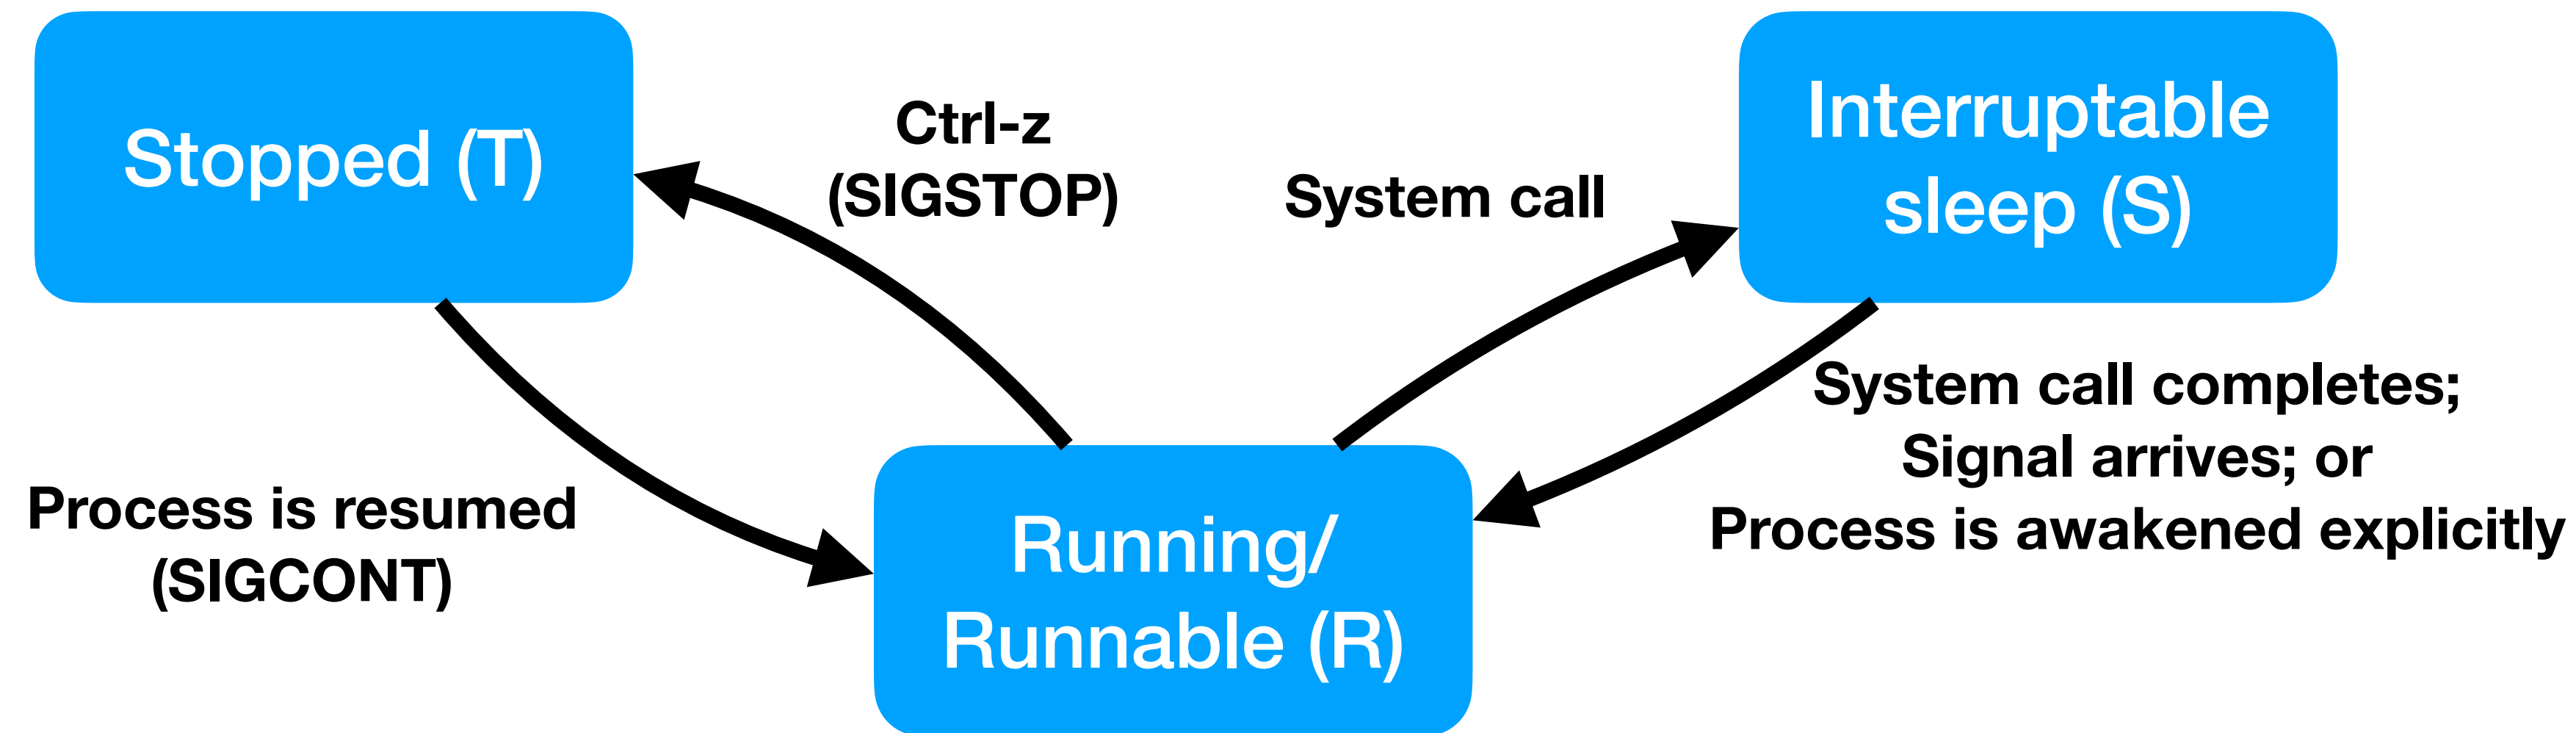 Stopped (T)
Ctrl-z
(SIGSTOP)
System call
Interruptable
sleep (S)
Process is resumed
(SIGCONT)
Running/
Runnable (R)
System call completes;
Signal arrives; or
Process is awakened explicitly